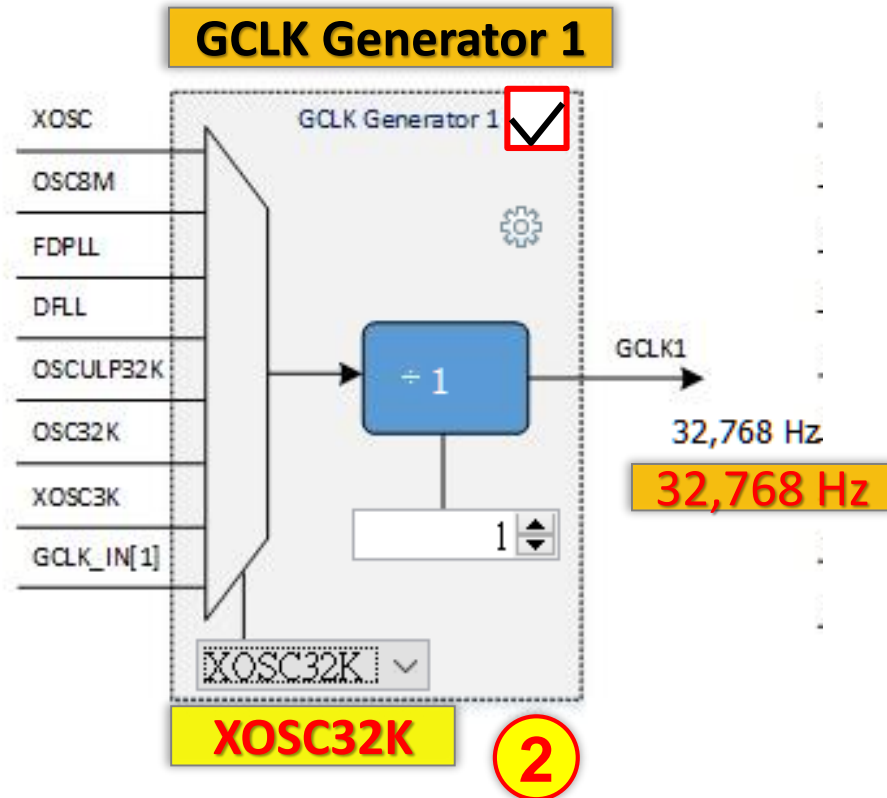 GCLK Generator 1
GCLK Generator 1
XOSC
OSC8M
FDPLL
DFLL
OSCULP32K
OSC32K
XOSC3K
GCLK_IN[1]
÷ 1
GCLK1
32,768 Hz
32,768 Hz
1
XOSC32K
XOSC32K
2